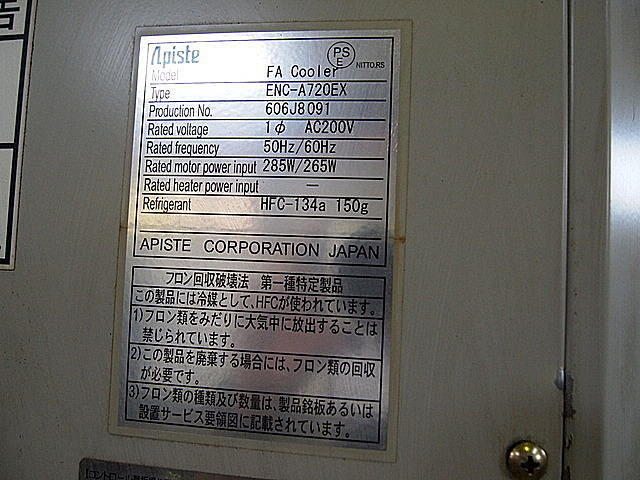 Apiste
PS
E
NITTO.RS
Model FA Cooler
Type ENC-A720EX
Production No. 606J8091
Rated voltage 1φ AC200V
Rated frequency 50Hz/60Hz
Rated motor power input 285W/265W
Rated heater power input —
Refrigerant HFC-134a 150g
APISTE CORPORATION JAPAN
フロン回収破壊法 第一種特定製品
この製品には冷媒として、HFCが使われています。
1)フロン類をみだりに大気中に放出することは
禁じられています。
2)この製品を廃棄する場合には、フロン類の回収
が必要です。
3)フロン類の種類及び数量は、製品銘板あるいは
設置サービス要領図に記載されています。